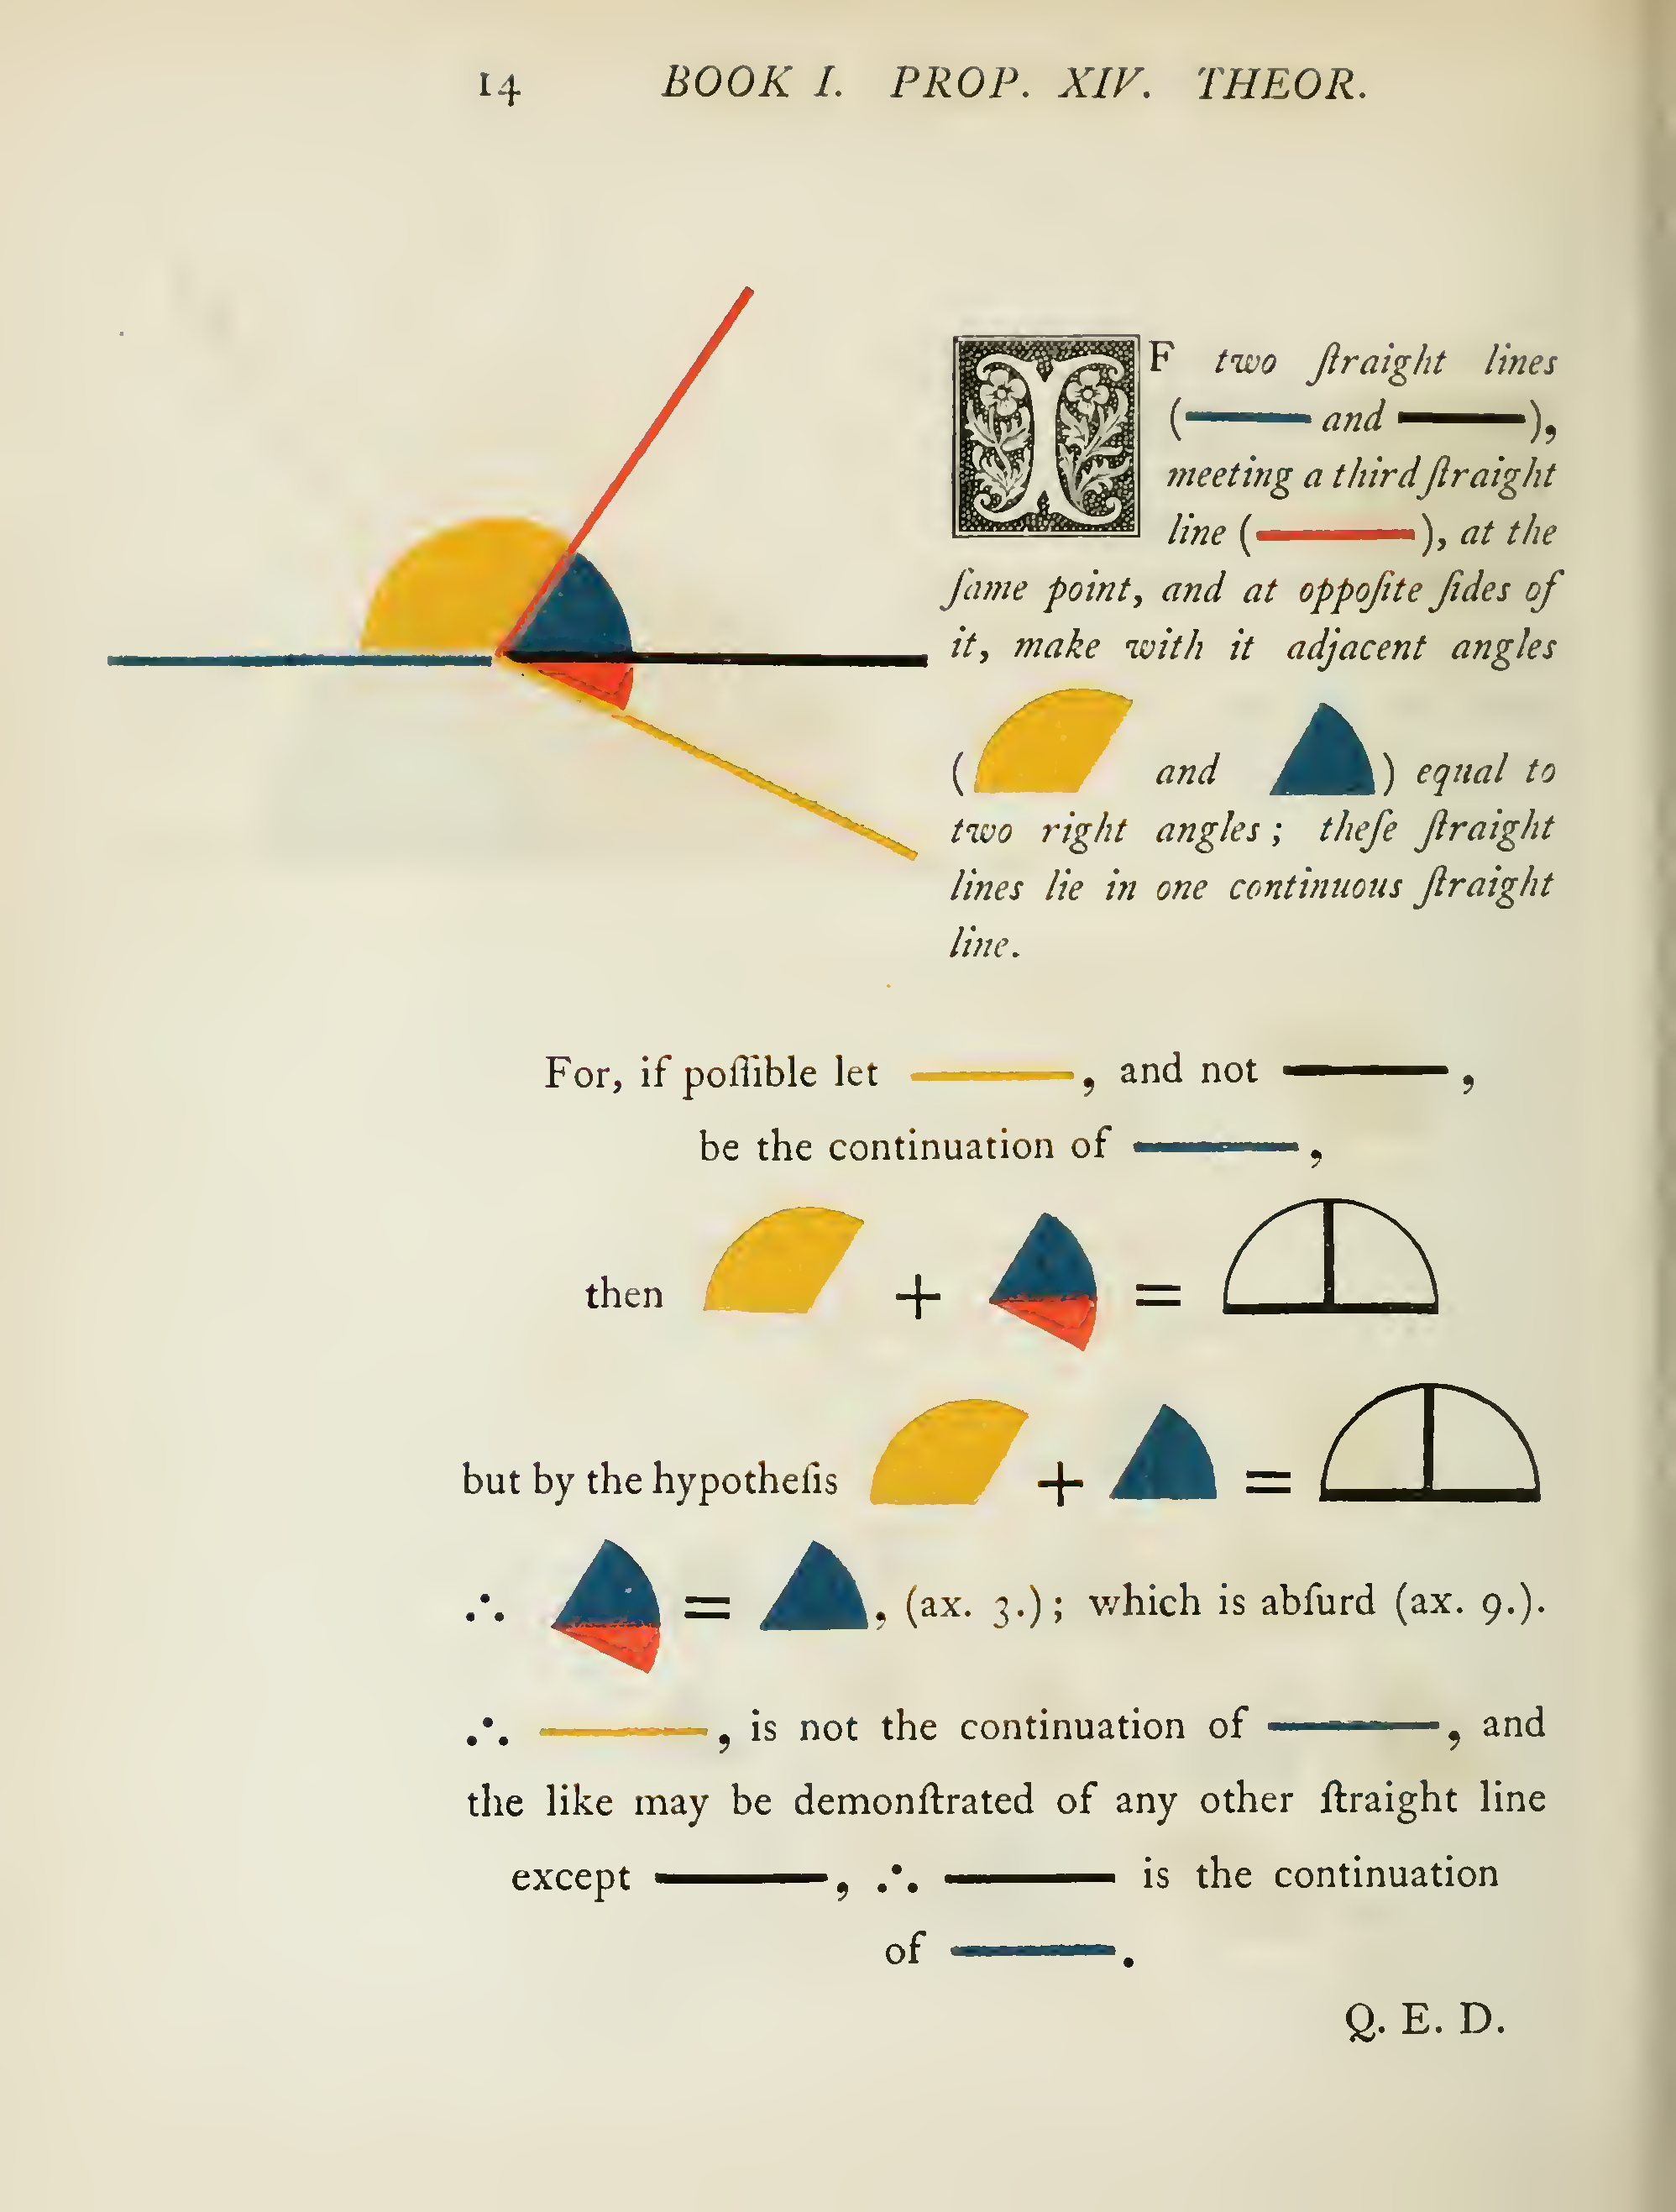 14 BOOK I. PROP. XIV. THEOR.
IF two ſtraight lines
( and ),
meeting a third ſtraight
line ( ), at the
ſame point, and at oppoſite ſides of
it, make with it adjacent angles
( and ) equal to
two right angles; theſe ſtraight
lines lie in one continuous ſtraight
line.
For, if poſſible let , and not ,
be the continuation of ,
then + =
but by the hypotheſis + =
∴ = , (ax. 3.); which is abſurd (ax. 9.).
∴ , is not the continuation of , and
the like may be demonſtrated of any other ſtraight line
except , ∴ is the continuation
of .
Q. E. D.